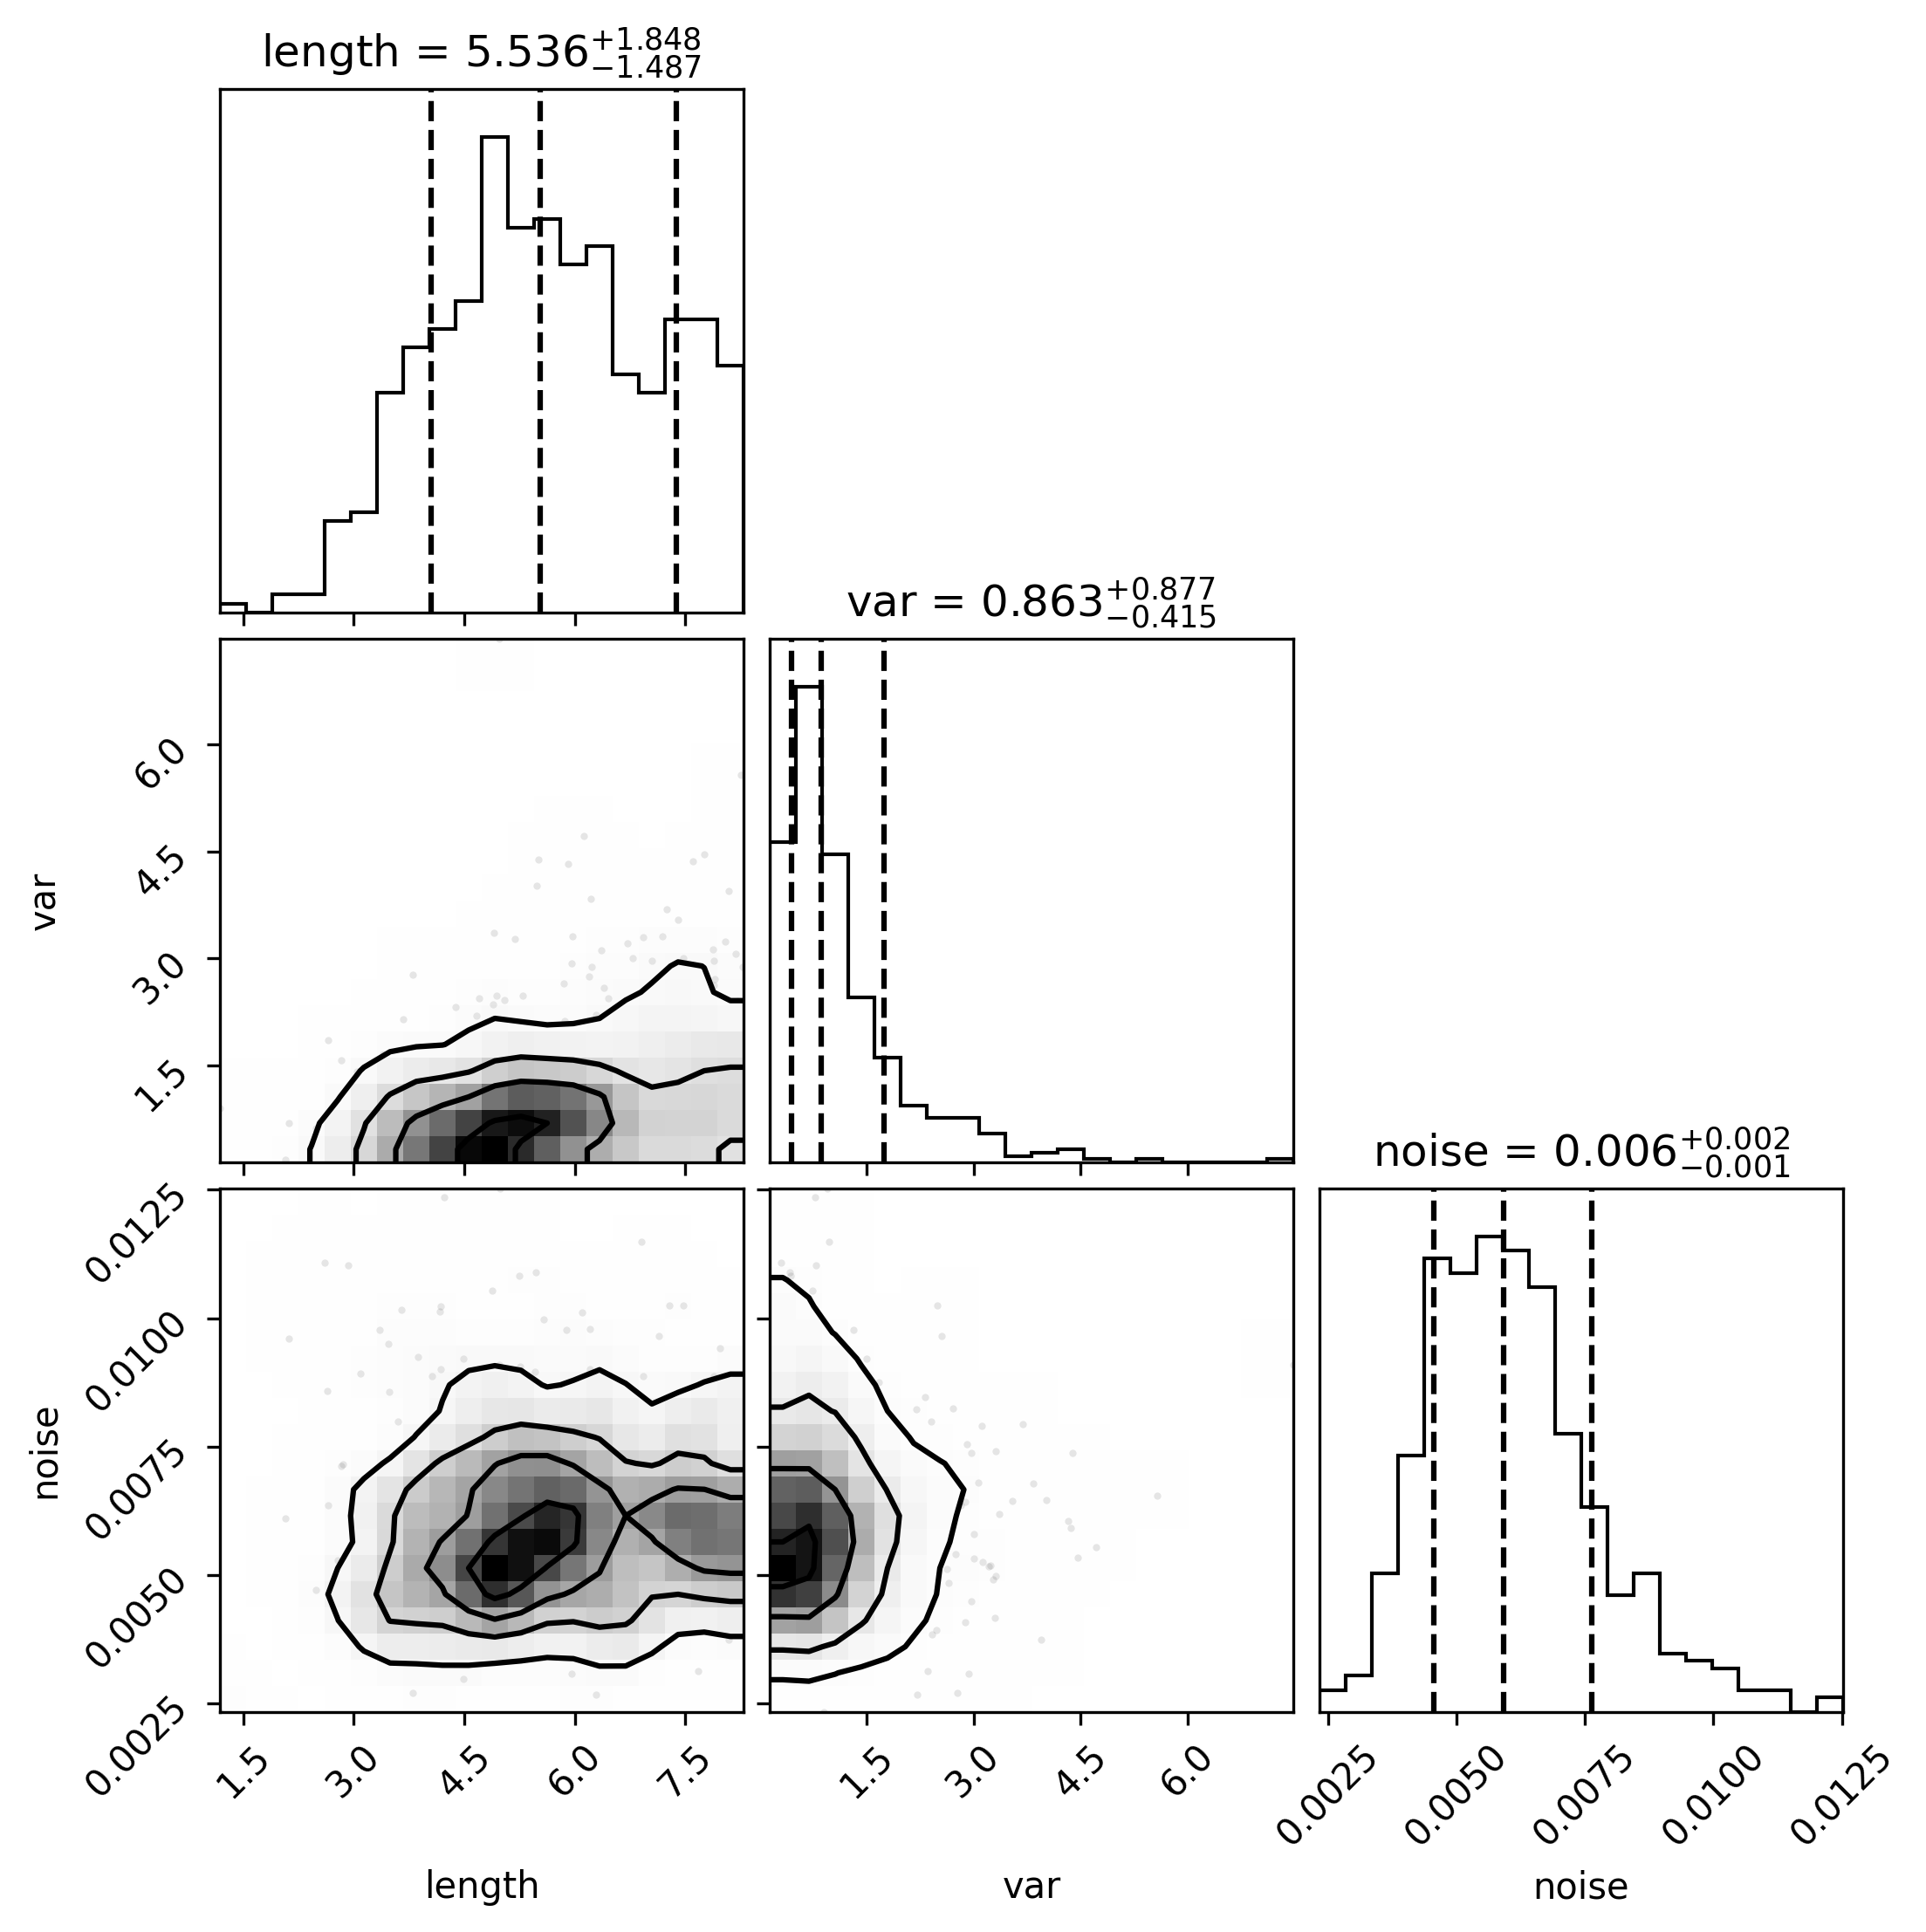 length = 5.536+1.848−1.487
var = 0.863+0.877−0.415
6.0
4.5
3.0
1.5
var
noise = 0.006+0.002−0.001
0.0125
0.0100
0.0075
0.0050
0.0025
noise
1.5 3.0 4.5 6.0 7.5
1.5 3.0 4.5 6.0
0.0025 0.0050 0.0075 0.0100 0.0125
length
var
noise